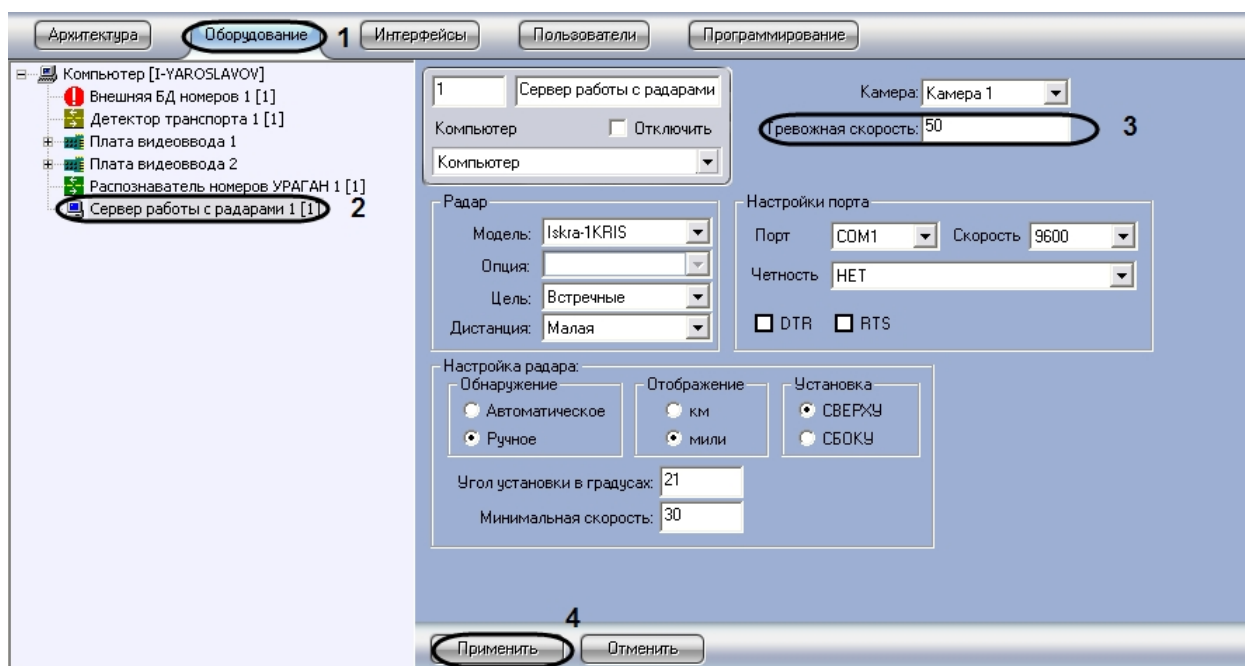 Архитектура Оборудование 1 Интерфейсы Пользователи Программирование
Компьютер [I-YAROSLAVOV]
Внешняя БД номеров 1 [1]
Детектор транспорта 1 [1]
Плата видеоввода 1
Плата видеоввода 2
Распознаватель номеров УРАГАН 1 [1]
Сервер работы с радарами 1 [1] 2
1 Сервер работы с радарами
Компьютер Отключить
Компьютер
Камера: Камера 1
Тревожная скорость: 50 3
Радар
Модель: Iskra-1KRIS
Опция:
Цель: Встречные
Дистанция: Малая
Настройки порта
Порт COM1 Скорость 9600
Четность НЕТ
DTR RTS
Настройка радара:
Обнаружение
Автоматическое
Ручное
Отображение
км
мили
Установка
СВЕРХУ
СБОКУ
Угол установки в градусах: 21
Минимальная скорость: 30
4
Применить Отменить